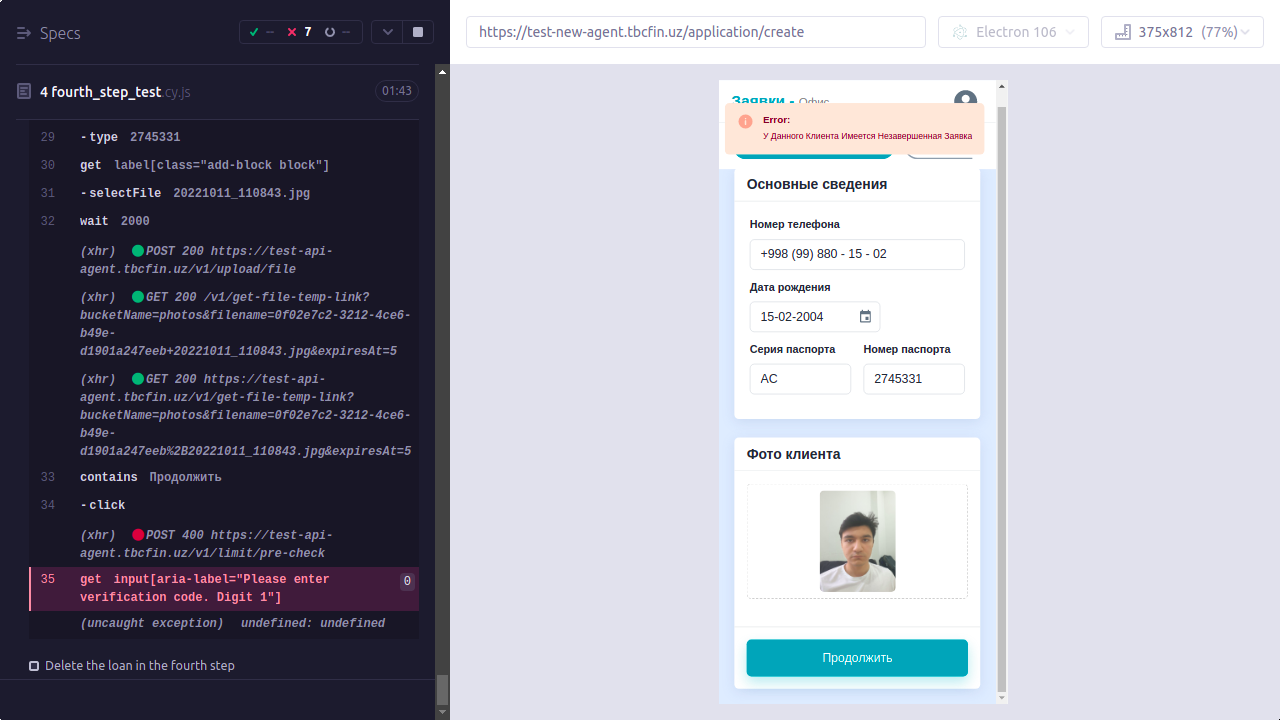 Specs
-- 7 --
4 fourth_step_test.cy.js 01:43
29 -type 2745331
30 get label[class="add-block block"]
31 -selectFile 20221011_110843.jpg
32 wait 2000
(xhr) POST 200 https://test-api-
agent.tbcfin.uz/v1/upload/file
(xhr) GET 200 /v1/get-file-temp-link?
bucketName=photos&filename=0f02e7c2-3212-4ce6-
b49e-
d1901a247eeb+20221011_110843.jpg&expiresAt=5
(xhr) GET 200 https://test-api-
agent.tbcfin.uz/v1/get-file-temp-link?
bucketName=photos&filename=0f02e7c2-3212-4ce6-
b49e-
d1901a247eeb%2B20221011_110843.jpg&expiresAt=5
33 contains Продолжить
34 -click
(xhr) POST 400 https://test-api-
agent.tbcfin.uz/v1/limit/pre-check
35 get input[aria-label="Please enter 0
verification code. Digit 1"]
(uncaught exception) undefined: undefined
Delete the loan in the fourth step
https://test-new-agent.tbcfin.uz/application/create
Electron 106
375x812 (77%)
Заявки - Офис
Error:
У Данного Клиента Имеется Незавершенная Заявка
Основные сведения
Номер телефона
+998 (99) 880 - 15 - 02
Дата рождения
15-02-2004
Серия паспорта Номер паспорта
AC 2745331
Фото клиента
Продолжить